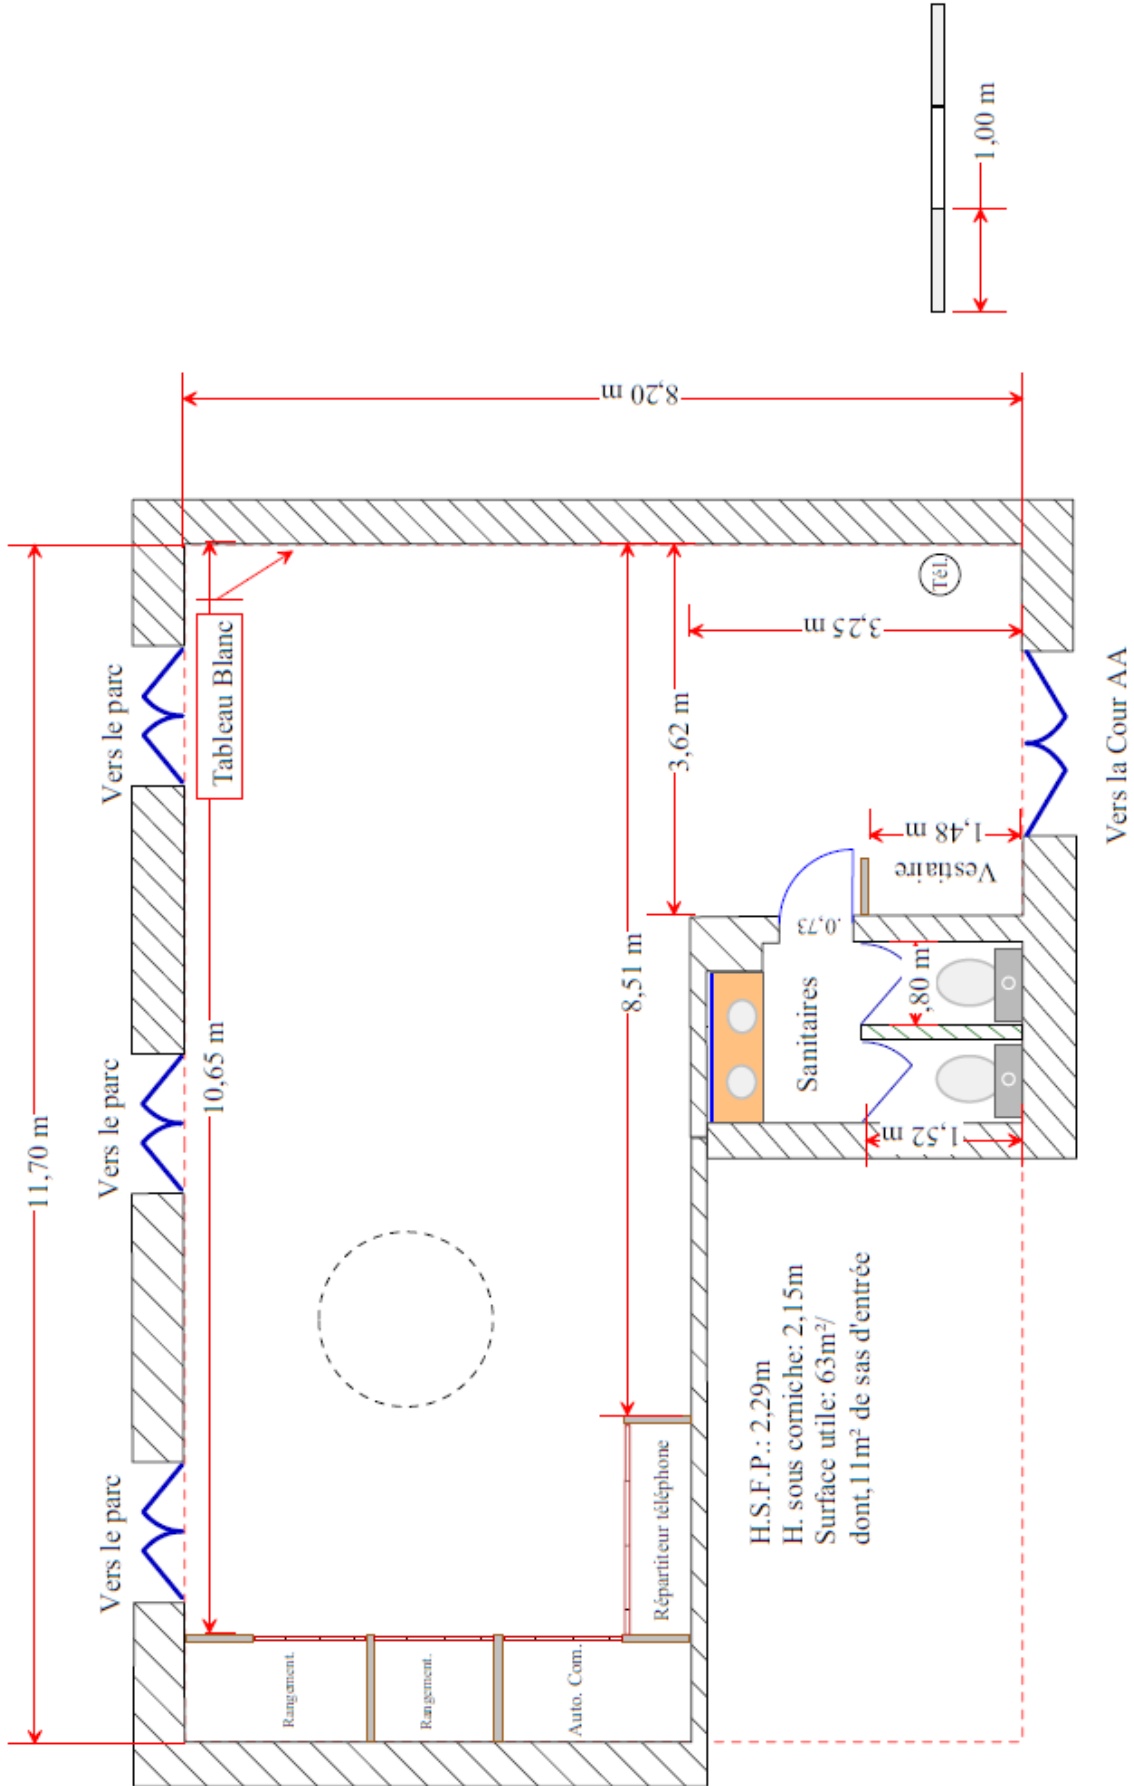 11,70 m
Vers le parc
Vers le parc
Vers le parc
10,65 m
Tableau Blanc
8,20 m
1,00 m
8,51 m
3,62 m
3,25 m
Tél.
Rangement.
Rangement.
Auto. Com.
Répartiteur téléphone
Sanitaires
,80 m
.0,73
1,52 m
1,48 m
Vestiaire
H.S.F.P.: 2,29m
H. sous corniche: 2,15m
Surface utile: 63m²/
dont,11m² de sas d'entrée
Vers la Cour AA